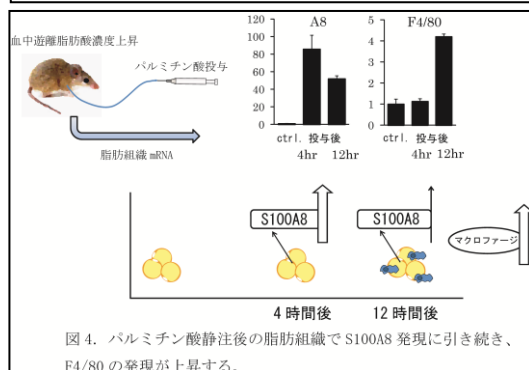 血中遊離脂肪酸濃度上昇
パルミチン酸投与
脂肪組織 mRNA
A8
120
100
80
60
40
20
0
ctrl. 投与後
4hr 12hr
F4/80
5
4
3
2
1
0
ctrl. 投与後
4hr 12hr
S100A8
S100A8
マクロファージ
4 時間後
12 時間後
図 4. パルミチン酸静注後の脂肪組織で S100A8 発現に引き続き、
F4/80 の発現が上昇する。